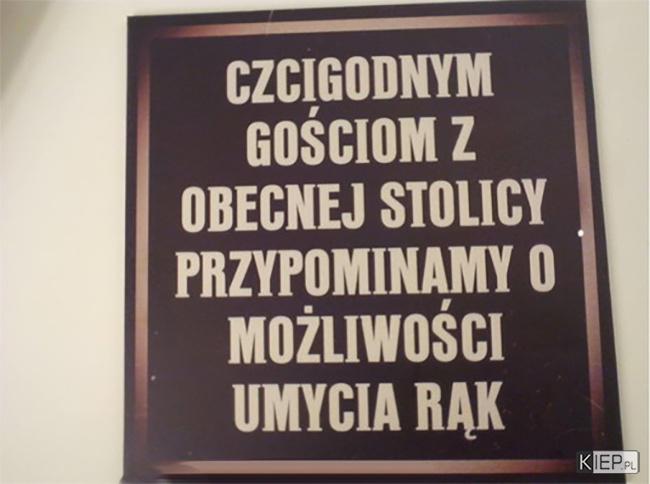 CZCIGODNYM
GOŚCIOM Z
OBECNEJ STOLICY
PRZYPOMINAMY O
MOŻLIWOŚCI
UMYCIA RĄK
KIEP.PL